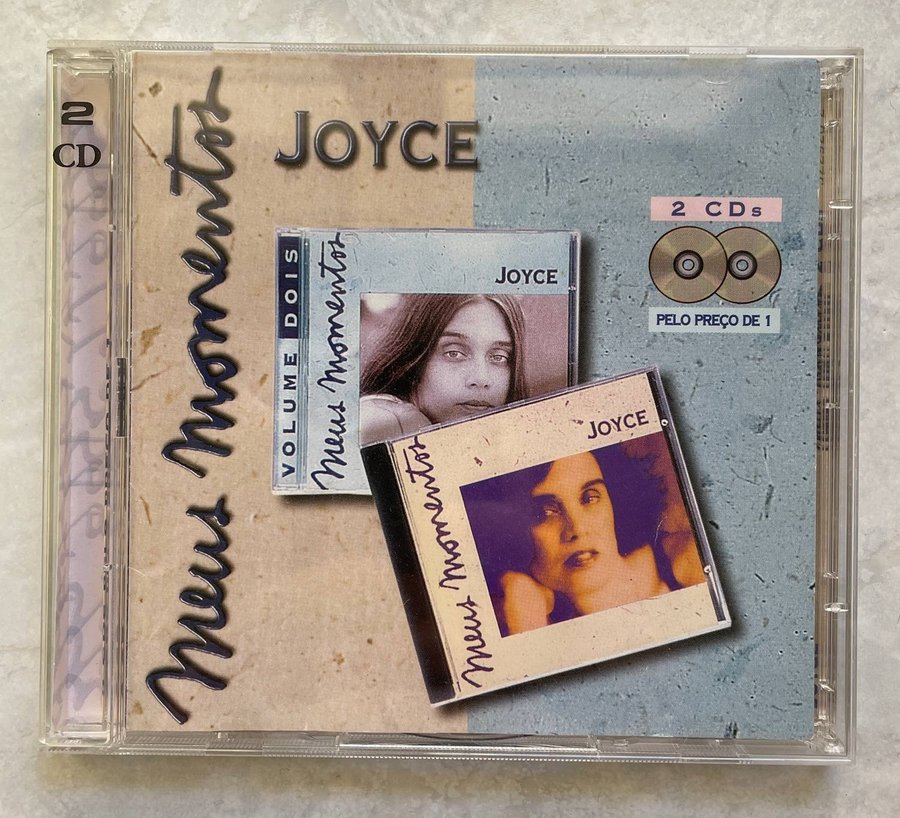 2
CD
Meus Momentos
JOYCE
2 CDs
PELO PREÇO DE 1
VOLUME DOIS
Meus Momentos
JOYCE
Meus Momentos
JOYCE